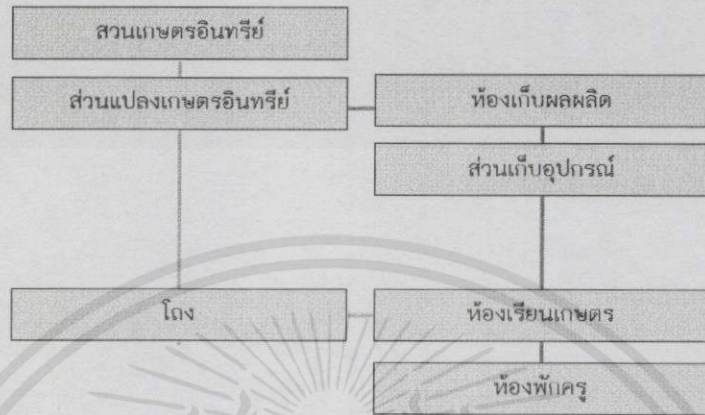 สวนเกษตรอินทรีย์
ส่วนแปลงเกษตรอินทรีย์
ห้องเก็บผลผลิต
ส่วนเก็บอุปกรณ์
โถง
ห้องเรียนเกษตร
ห้องพักครู